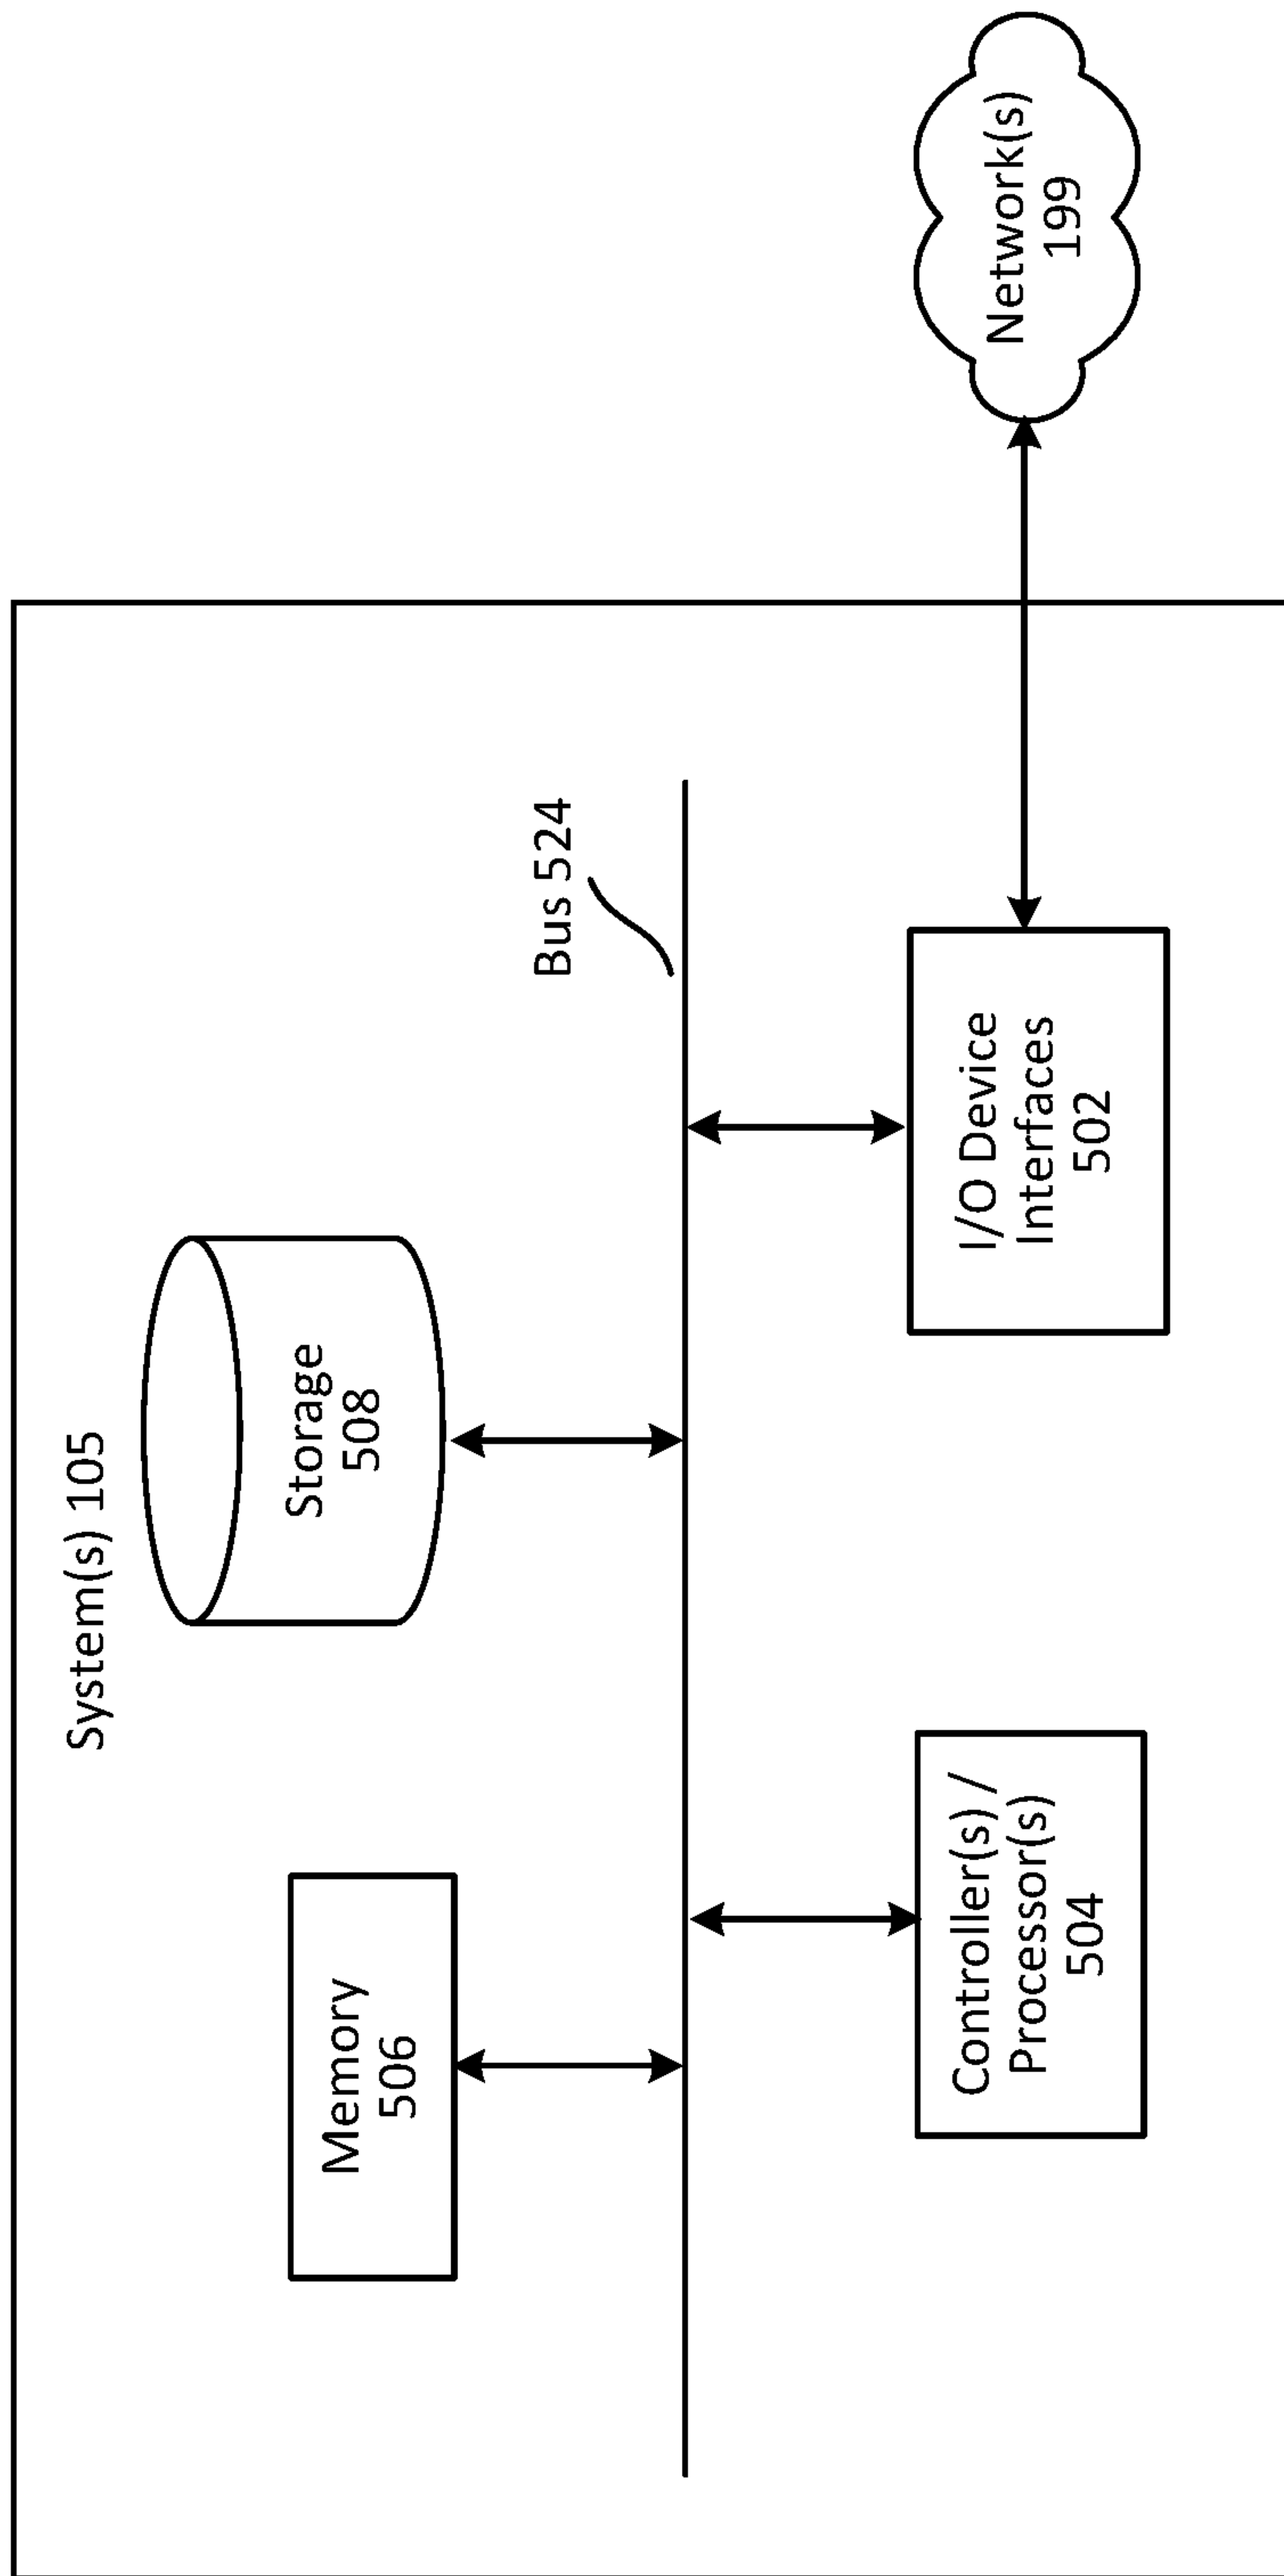 System(s) 105
Memory
506
Storage
508
Bus 524
Controller(s) /
Processor(s)
504
I/O Device
Interfaces
502
Network(s)
199